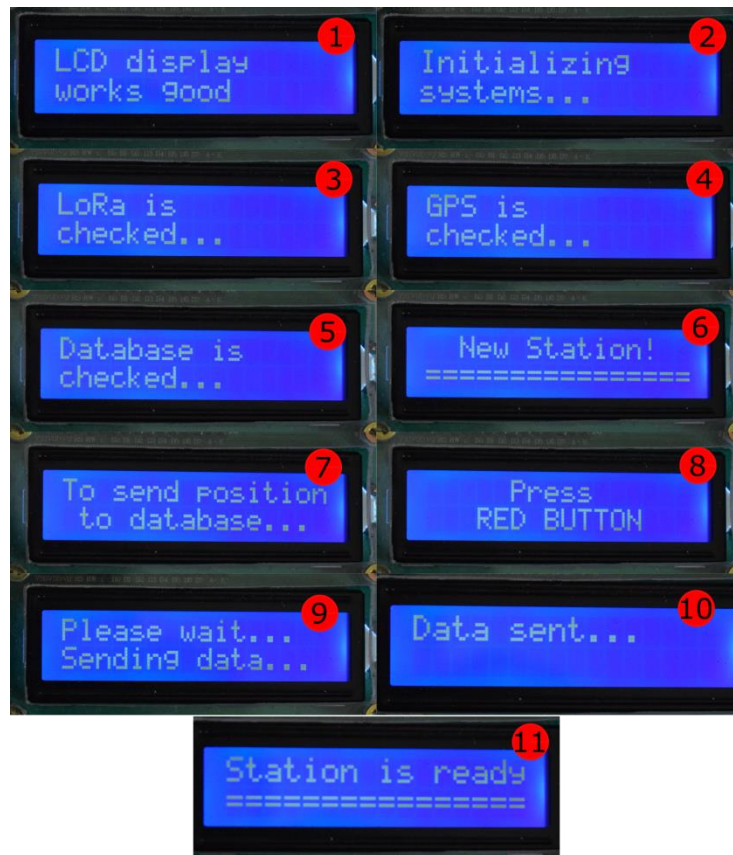 1
LCD display
works good
2
Initializing
systems...
3
LoRa is
checked...
4
GPS is
checked...
5
Database is
checked...
6
New Station!
================
7
To send position
to database...
8
Press
RED BUTTON
9
Please wait...
Sending data...
10
Data sent...
11
Station is ready
================